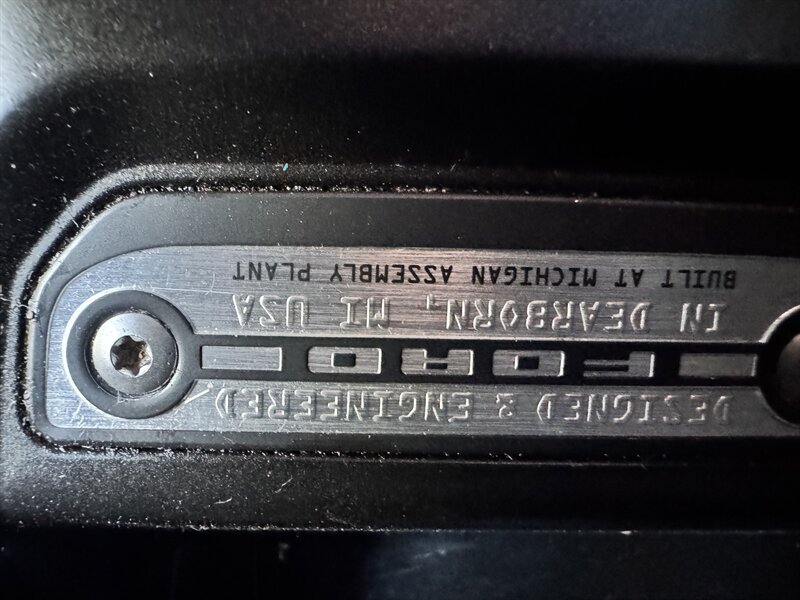 DESIGNED & ENGINEERED
FORD
IN DEARBORN, MI USA
BUILT AT MICHIGAN ASSEMBLY PLANT